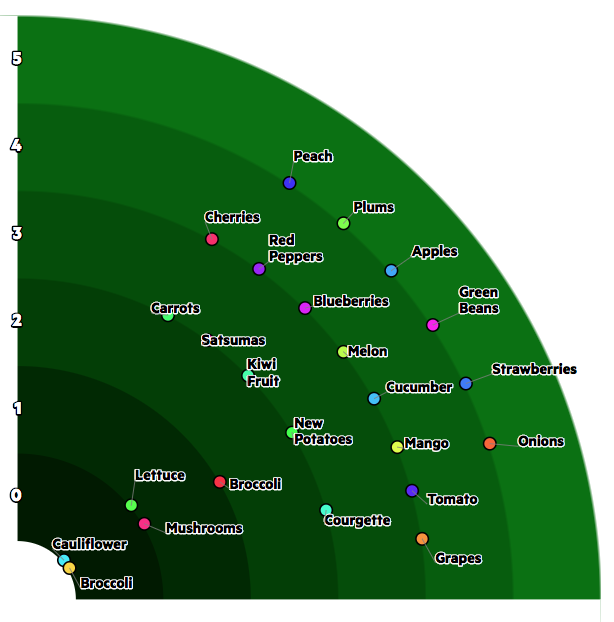 5
Peach
4
Plums
Cherries
3
Red
Peppers
Apples
Green
Beans
Blueberries
Carrots
2
Satsumas
Melon
Kiwi
Fruit
Strawberries
Cucumber
1
New
Potatoes
Mango
Onions
Lettuce
Broccoli
0
Tomato
Courgette
Mushrooms
Cauliflower
Grapes
Broccoli